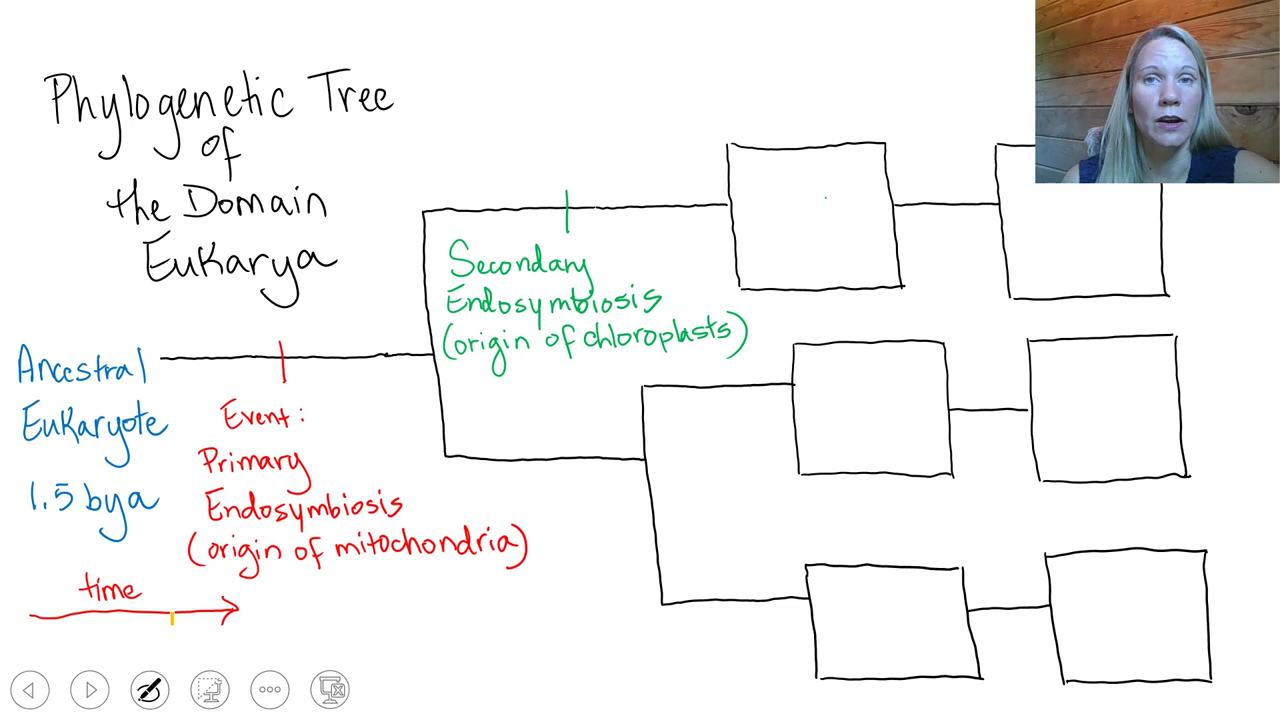 Phylogenetic Tree
of
the Domain
Eukarya
Ancestral
Eukaryote
1.5 bya
time
Event:
Primary
Endosymbiosis
(origin of mitochondria)
Secondary
Endosymbiosis
(origin of chloroplasts)